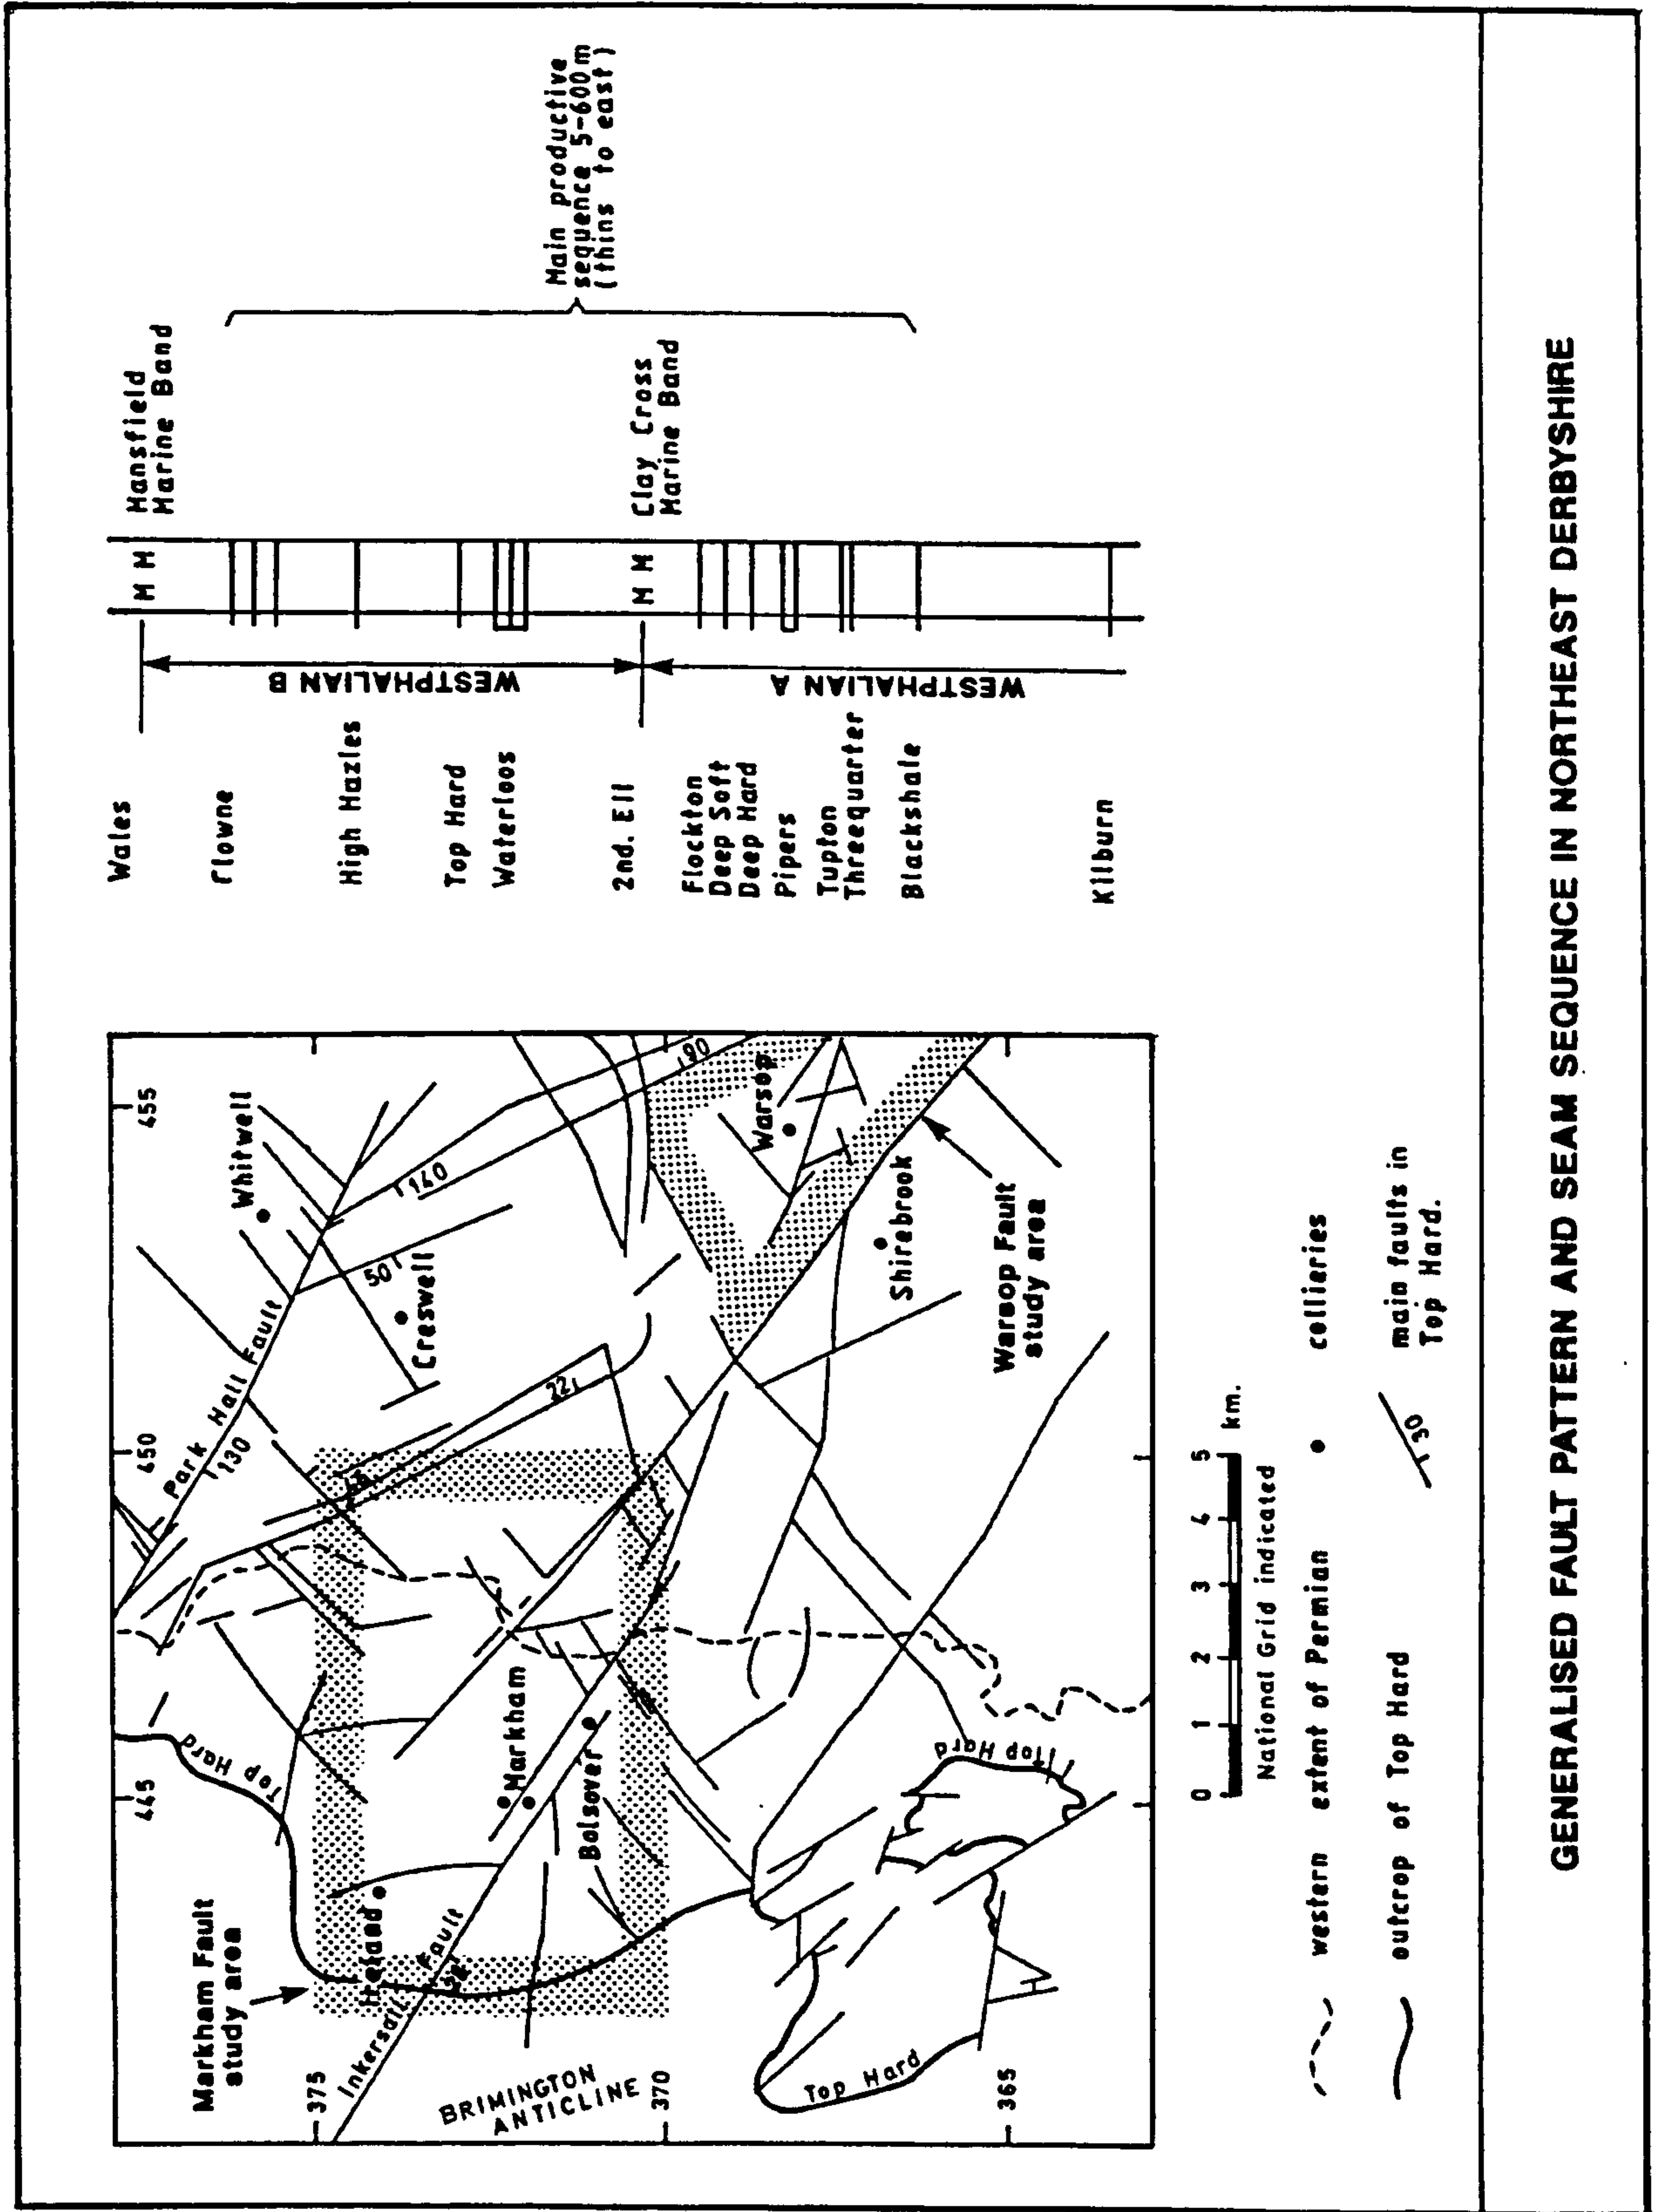 Markham Fault
study area
445
450
455
Park Hall Fault
130
Whitwell
Top Hard
375
Ireland
50
140
Creswell
Inkersall Fault
Markham
22
BRIMINGTON
ANTICLINE
Bolsover
370
90
Warsop
Top Hard
Shirebrook
Top Hard
365
Warsop Fault
study area
0 1 2 3 4 5 km.
National Grid indicated
western extent of Permian
collieries
outcrop of Top Hard
30
main faults in
Top Hard.
Wales
Clowne
High Hazles
Top Hard
Waterloos
2nd. Ell
Flockton
Deep Soft
Deep Hard
Pipers
Tupton
Threequarter
Blackshale
Kilburn
WESTPHALIAN B
WESTPHALIAN A
M M
M M
Mansfield
Marine Band
Clay Cross
Marine Band
Main productive
sequence 5-600m
(thins to east)
GENERALISED FAULT PATTERN AND SEAM SEQUENCE IN NORTHEAST DERBYSHIRE